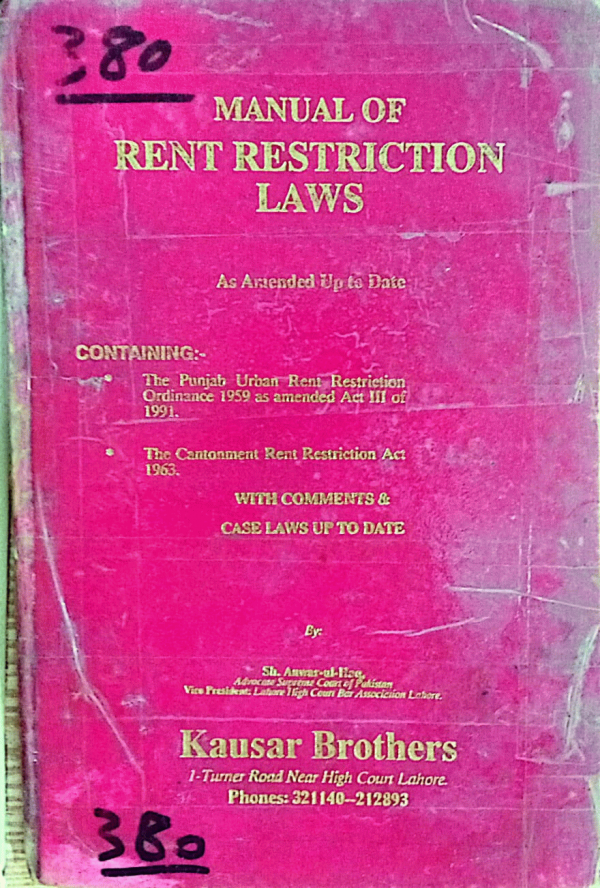 380
MANUAL OF
RENT RESTRICTION
LAWS
As Amended Up to Date
CONTAINING:-
* The Punjab Urban Rent Restriction
Ordinance 1959 as amended Act III of
1991.
* The Cantonment Rent Restriction Act
1963.
WITH COMMENTS &
CASE LAWS UP TO DATE
By:
Sh. Anwar-ul-Haq,
Advocate Supreme Court of Pakistan
Vice President: Lahore High Court Bar Association Lahore.
Kausar Brothers
1-Turner Road Near High Court Lahore.
Phones: 321140--212893
380